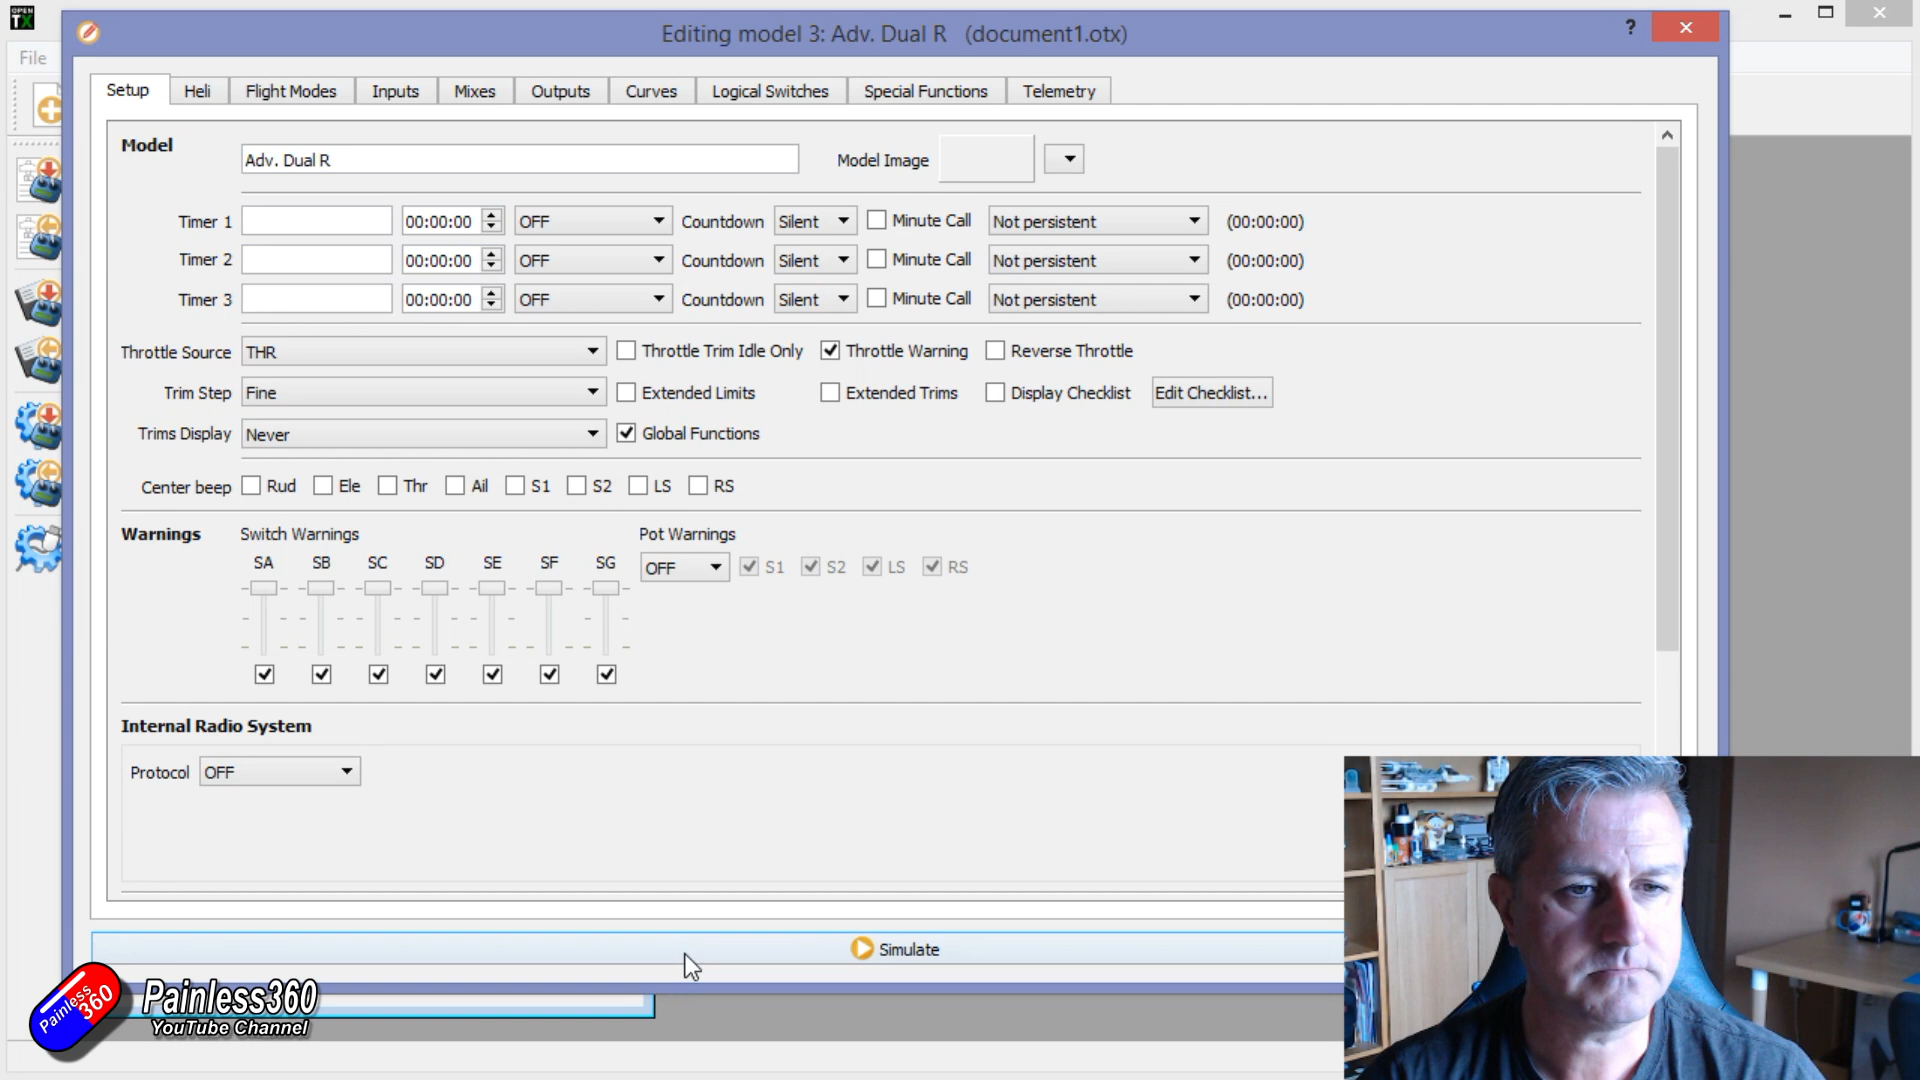 OPEN
TX
Editing model 3: Adv. Dual R (document1.otx)
?
File
Setup Heli Flight Modes Inputs Mixes Outputs Curves Logical Switches Special Functions Telemetry
Model
Adv. Dual R
Model Image
Timer 1 00:00:00 OFF Countdown Silent Minute Call Not persistent (00:00:00)
Timer 2 00:00:00 OFF Countdown Silent Minute Call Not persistent (00:00:00)
Timer 3 00:00:00 OFF Countdown Silent Minute Call Not persistent (00:00:00)
Throttle Source THR Throttle Trim Idle Only Throttle Warning Reverse Throttle
Trim Step Fine Extended Limits Extended Trims Display Checklist Edit Checklist...
Trims Display Never Global Functions
Center beep Rud Ele Thr Ail S1 S2 LS RS
Warnings Switch Warnings Pot Warnings
SA SB SC SD SE SF SG
OFF S1 S2 LS RS
Internal Radio System
Protocol OFF
Simulate
Painless 360
Painless360
YouTube Channel